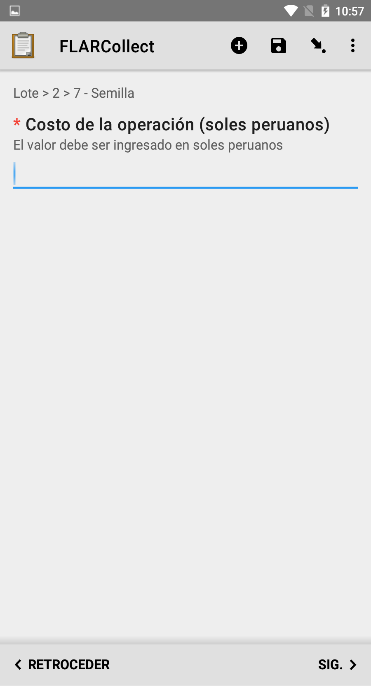 10:57
FLARCollect
Lote > 2 > 7 - Semilla
* Costo de la operación (soles peruanos)
El valor debe ser ingresado en soles peruanos
RETROCEDER
SIG.